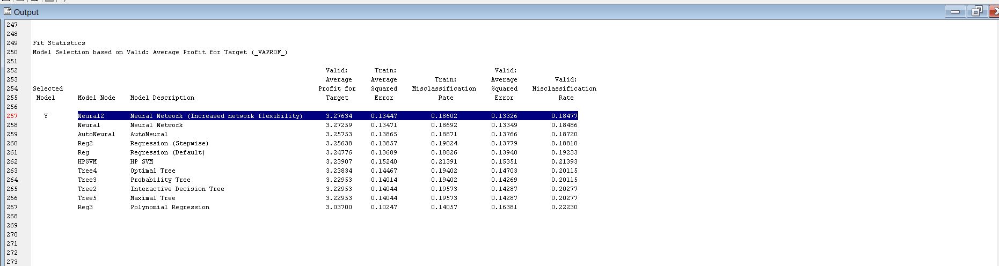 Output
247
248
249 Fit Statistics
250 Model Selection based on Valid: Average Profit for Target (_VAPROF_)
251
252 Valid: Train: Valid:
253 Average Average Train: Average Valid:
254 Selected Profit for Squared Misclassification Squared Misclassification
255 Model Model Node Model Description Target Error Rate Error Rate
256
257 Y Neural2 Neural Network (Increased network flexibility) 3.27634 0.13447 0.18602 0.13326 0.18477
258 Neural Neural Network 3.27259 0.13471 0.18692 0.13349 0.18486
259 AutoNeural AutoNeural 3.25753 0.13865 0.18871 0.13766 0.18720
260 Reg2 Regression (Stepwise) 3.25638 0.13857 0.19024 0.13779 0.18810
261 Reg Regression (Default) 3.24776 0.13689 0.18826 0.13940 0.19233
262 HPSVM HP SVM 3.23907 0.15240 0.21391 0.15351 0.21393
263 Tree4 Optimal Tree 3.23834 0.14467 0.19402 0.14703 0.20115
264 Tree3 Probability Tree 3.22953 0.14014 0.19402 0.14269 0.20115
265 Tree2 Interactive Decision Tree 3.22953 0.14044 0.19573 0.14287 0.20277
266 Tree5 Maximal Tree 3.22953 0.14044 0.19573 0.14287 0.20277
267 Reg3 Polynomial Regression 3.03700 0.10247 0.14057 0.16381 0.22230
268
269
270
271
272
273